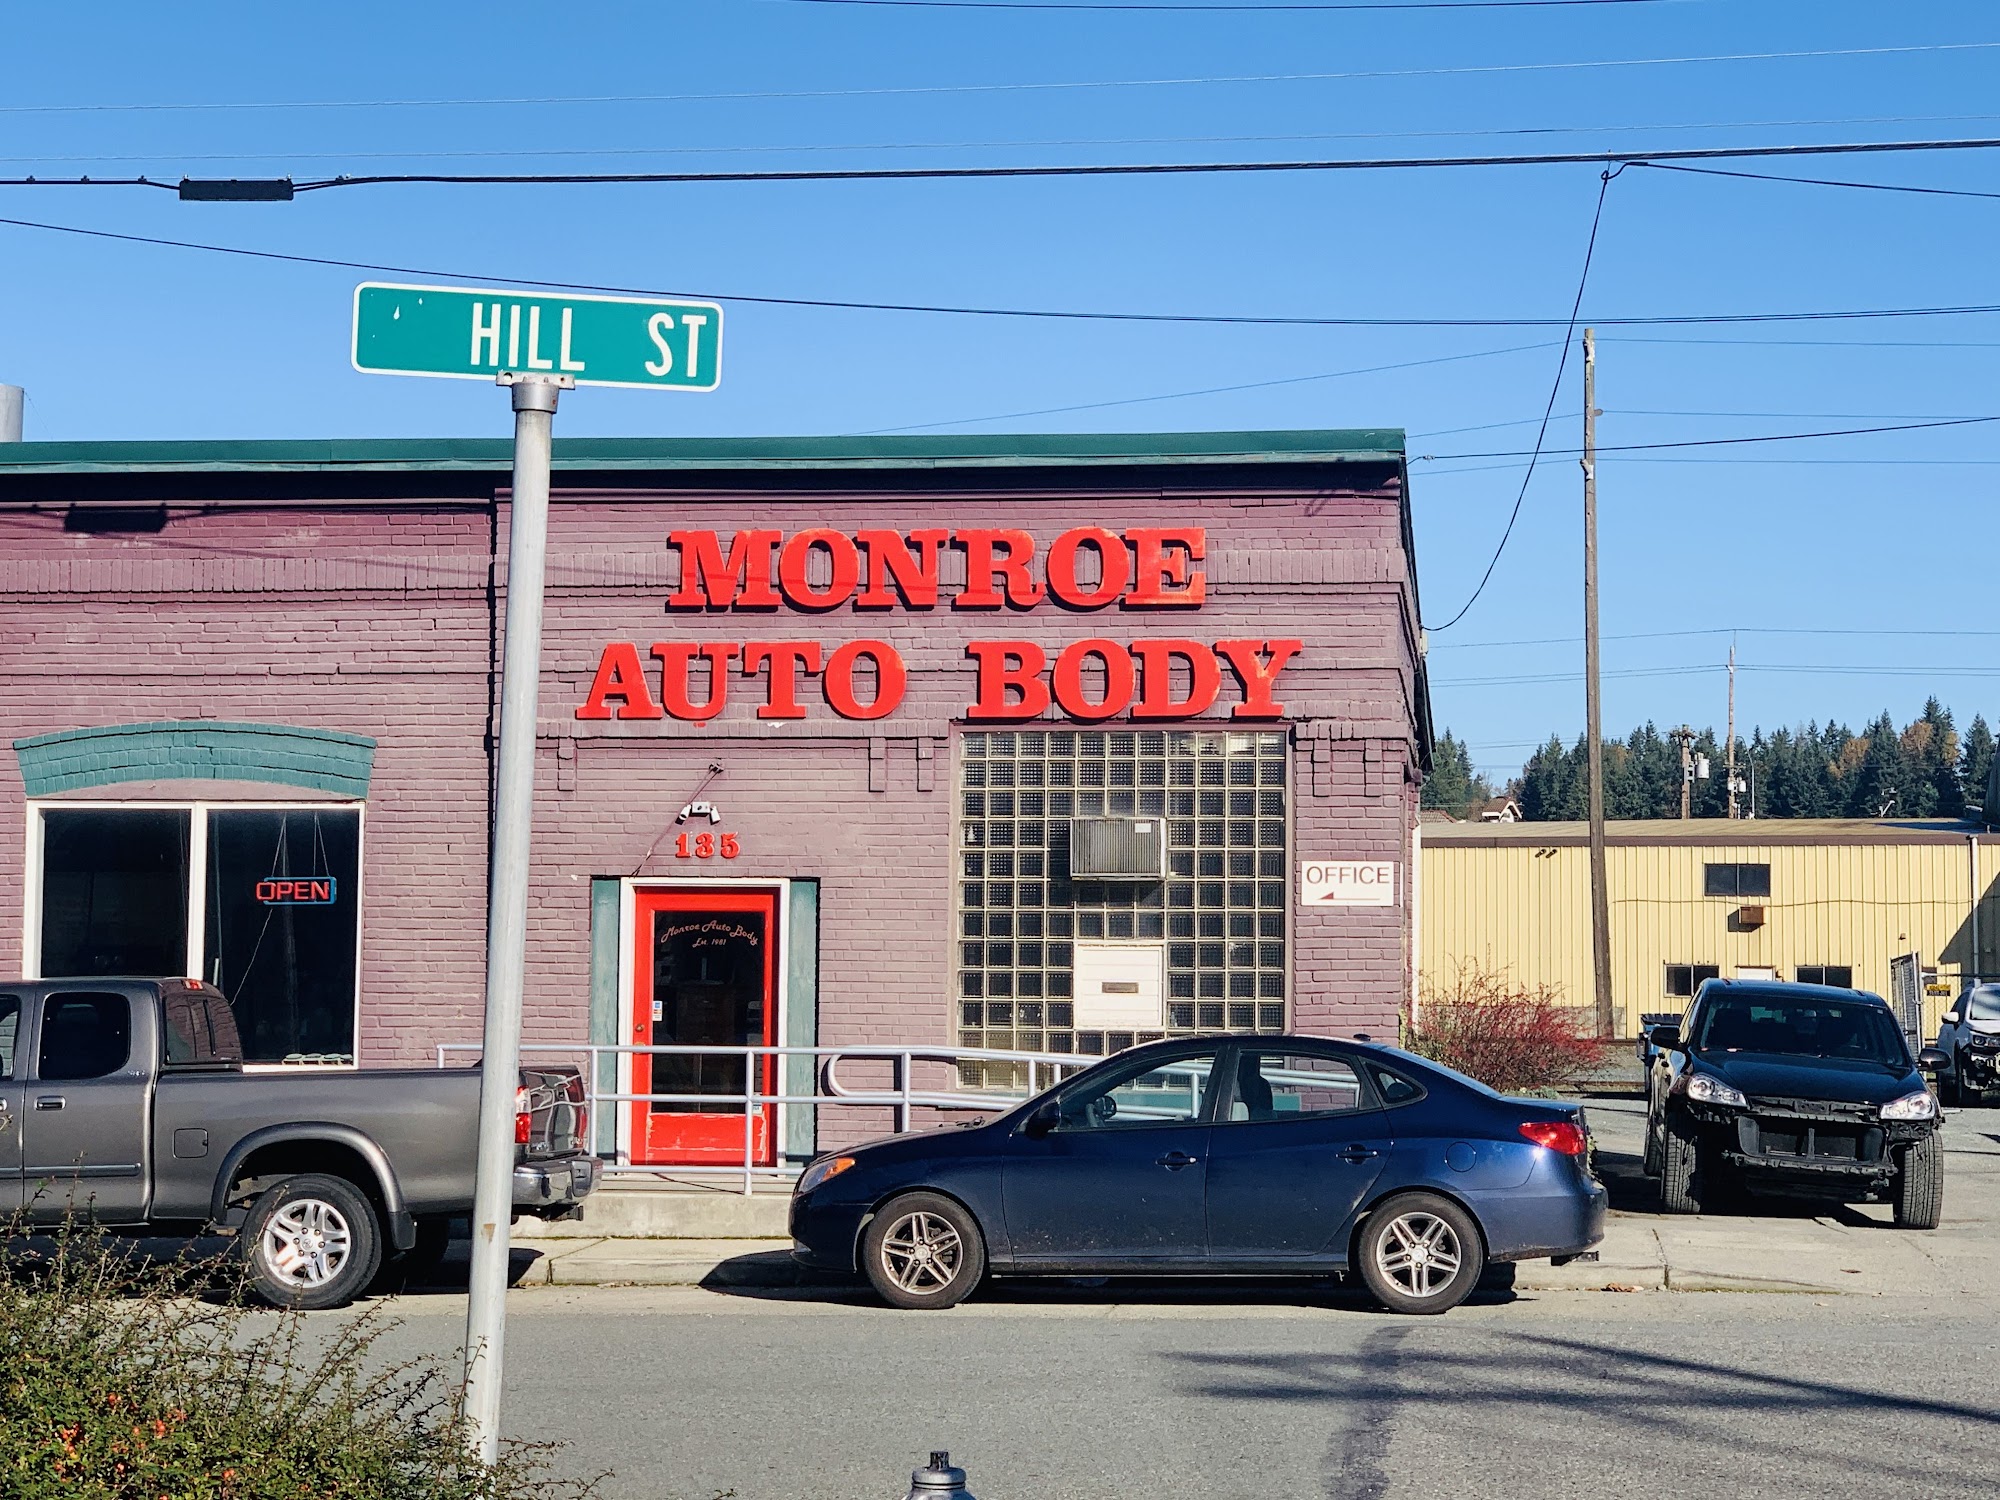 HILL ST
MONROE
AUTO BODY
135
OPEN
OFFICE
Monroe Auto Body
Est. 1981